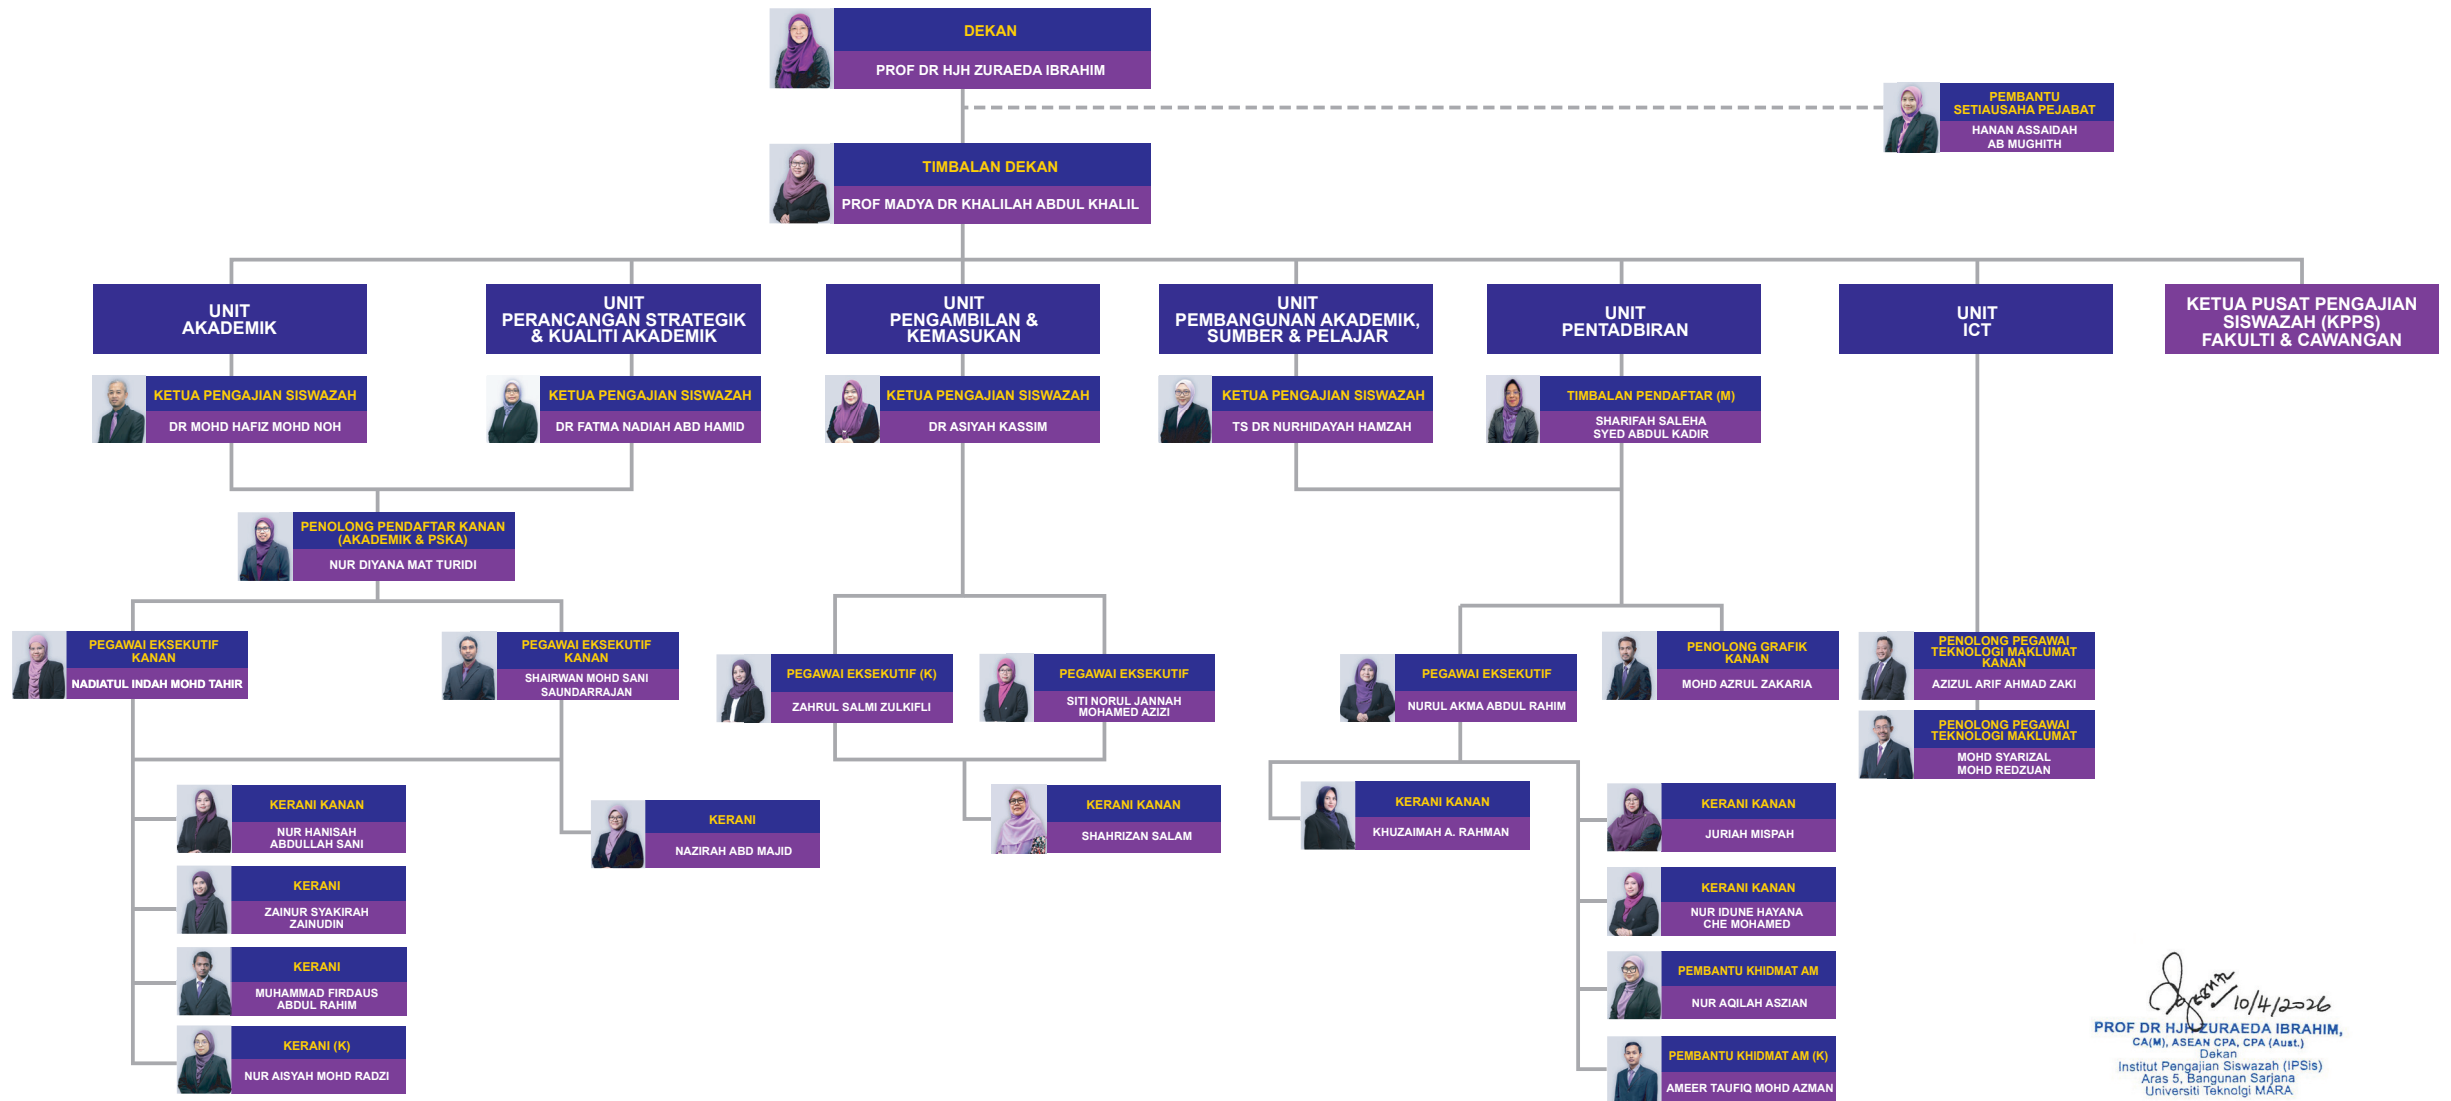 DEKAN
PROF DR HJH ZURAEDA IBRAHIM
PEMBANTU
SETIAUSAHA PEJABAT
HANAN ASSAIDAH
AB MUGHITH
TIMBALAN DEKAN
PROF MADYA DR KHALILAH ABDUL KHALIL
UNIT
AKADEMIK
UNIT
PERANCANGAN STRATEGIK
& KUALITI AKADEMIK
UNIT
PENGAMBILAN &
KEMASUKAN
UNIT
PEMBANGUNAN AKADEMIK,
SUMBER & PELAJAR
UNIT
PENTADBIRAN
UNIT
ICT
KETUA PUSAT PENGAJIAN
SISWAZAH (KPPS)
FAKULTI & CAWANGAN
KETUA PENGAJIAN SISWAZAH
DR MOHD HAFIZ MOHD NOH
KETUA PENGAJIAN SISWAZAH
DR FATMA NADIAH ABD HAMID
KETUA PENGAJIAN SISWAZAH
DR ASIYAH KASSIM
KETUA PENGAJIAN SISWAZAH
TS DR NURHIDAYAH HAMZAH
TIMBALAN PENDAFTAR (M)
SHARIFAH SALEHA
SYED ABDUL KADIR
PENOLONG PENDAFTAR KANAN
(AKADEMIK & PSKA)
NUR DIYANA MAT TURIDI
PEGAWAI EKSEKUTIF
KANAN
NADIATUL INDAH MOHD TAHIR
PEGAWAI EKSEKUTIF
KANAN
SHAIRWAN MOHD SANI
SAUNDARRAJAN
PEGAWAI EKSEKUTIF (K)
ZAHRUL SALMI ZULKIFLI
PEGAWAI EKSEKUTIF
SITI NORUL JANNAH
MOHAMED AZIZI
PEGAWAI EKSEKUTIF
NURUL AKMA ABDUL RAHIM
PENOLONG GRAFIK
KANAN
MOHD AZRUL ZAKARIA
PENOLONG PEGAWAI
TEKNOLOGI MAKLUMAT
KANAN
AZIZUL ARIF AHMAD ZAKI
PENOLONG PEGAWAI
TEKNOLOGI MAKLUMAT
MOHD SYARIZAL
MOHD REDZUAN
KERANI KANAN
NUR HANISAH
ABDULLAH SANI
KERANI
ZAINUR SYAKIRAH
ZAINUDIN
KERANI
MUHAMMAD FIRDAUS
ABDUL RAHIM
KERANI (K)
NUR AISYAH MOHD RADZI
KERANI
NAZIRAH ABD MAJID
KERANI KANAN
SHAHRIZAN SALAM
KERANI KANAN
KHUZAIMAH A. RAHMAN
KERANI KANAN
JURIAH MISPAH
KERANI KANAN
NUR IDUNE HAYANA
CHE MOHAMED
PEMBANTU KHIDMAT AM
NUR AQILAH ASZIAN
PEMBANTU KHIDMAT AM (K)
AMEER TAUFIQ MOHD AZMAN
10/4/2026
PROF DR HJH ZURAEDA IBRAHIM,
CA(M), ASEAN CPA, CPA (Aust.)
Dekan
Institut Pengajian Siswazah (IPSis)
Aras 5, Bangunan Sarjana
Universiti Teknolgi MARA